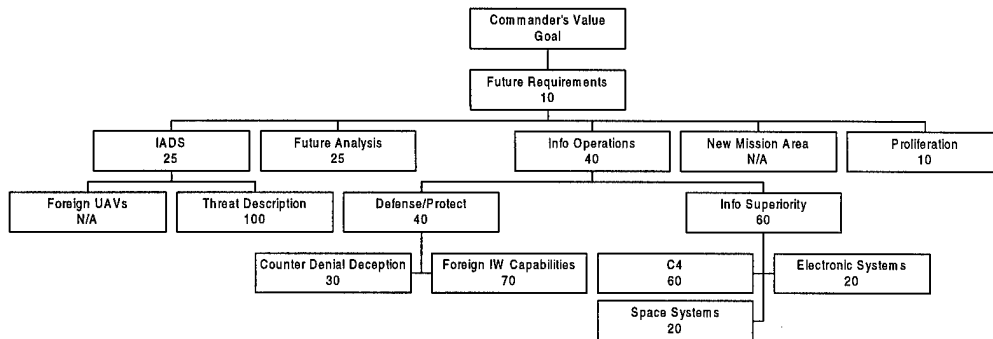 Commander's Value
Goal
Future Requirements
10
IADS
25
Future Analysis
25
Info Operations
40
New Mission Area
N/A
Proliferation
10
Foreign UAVs
N/A
Threat Description
100
Defense/Protect
40
Info Superiority
60
Counter Denial Deception
30
Foreign IW Capabilities
70
C4
60
Electronic Systems
20
Space Systems
20